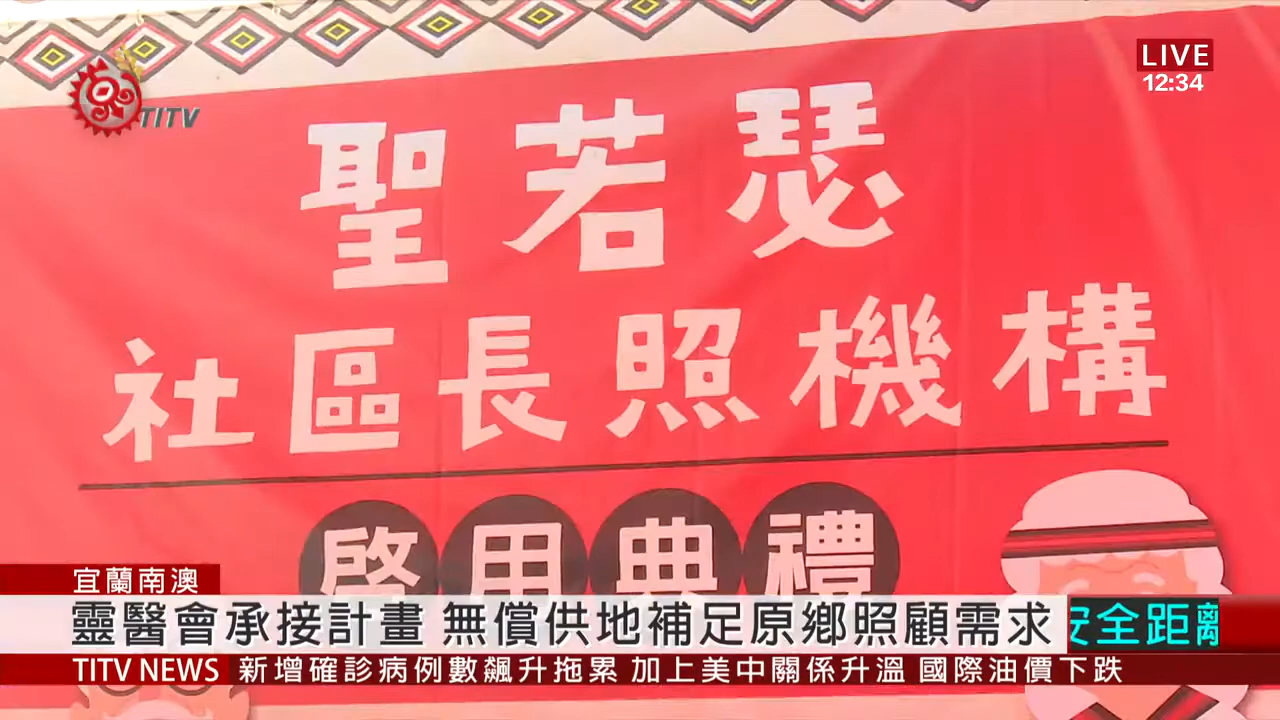 LIVE
12:34
TITV
聖若瑟
社區長照機構
啓用典禮
宜蘭南澳
靈醫會承接計畫 無償供地補足原鄉照顧需求
安全距離
TITV NEWS 新增確診病例數飆升拖累 加上美中關係升溫 國際油價下跌